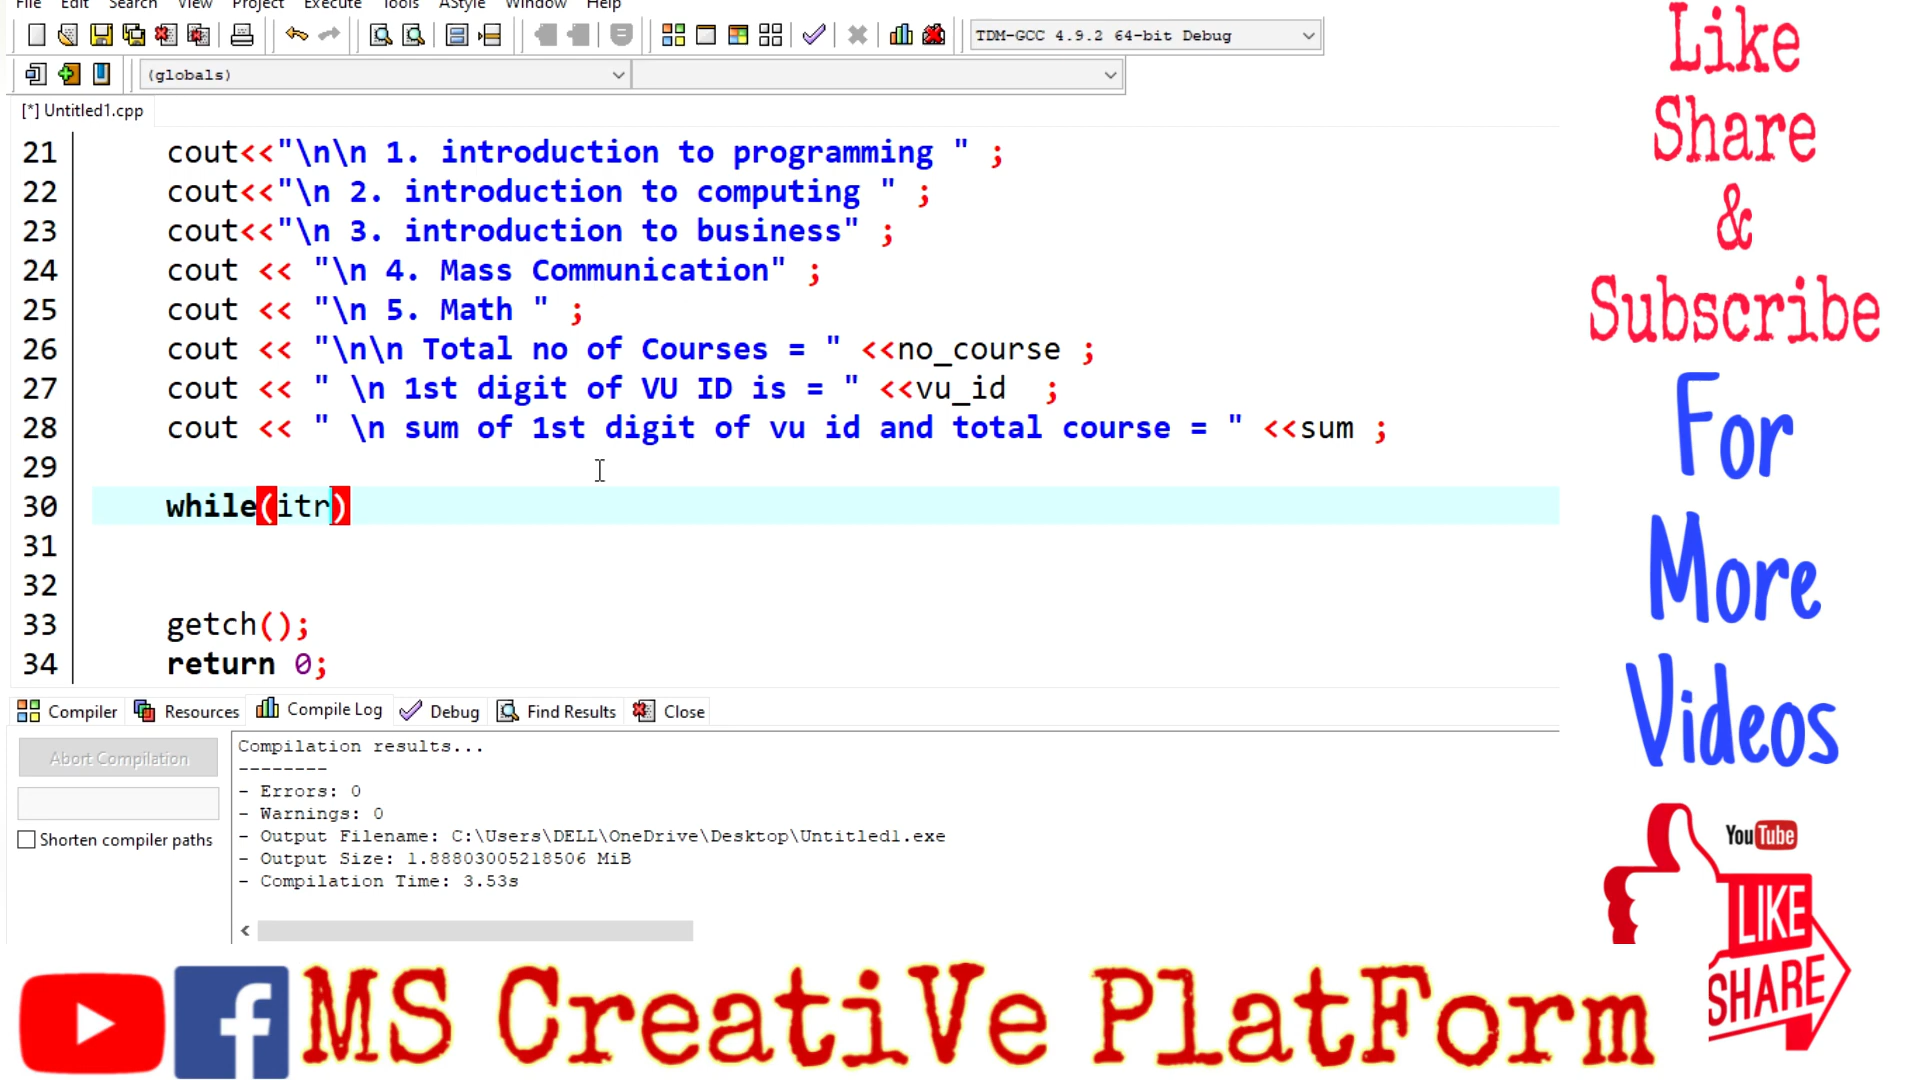 File Edit Search View Project Execute Tools AStyle Window Help
TDM-GCC 4.9.2 64-bit Debug
(globals)
[*] Untitled1.cpp
21 cout<<"\n\n 1. introduction to programming " ;
22 cout<<"\n 2. introduction to computing " ;
23 cout<<"\n 3. introduction to business" ;
24 cout << "\n 4. Mass Communication" ;
25 cout << "\n 5. Math " ;
26 cout << "\n\n Total no of Courses = " <<no_course ;
27 cout << " \n 1st digit of VU ID is = " <<vu_id ;
28 cout << " \n sum of 1st digit of vu id and total course = " <<sum ;
29
30 while(itr)
31
32
33 getch();
34 return 0;
Compiler Resources Compile Log Debug Find Results Close
Abort Compilation
Shorten compiler paths
Compilation results...
--------
- Errors: 0
- Warnings: 0
- Output Filename: C:\Users\DELL\OneDrive\Desktop\Untitled1.exe
- Output Size: 1.88803005218506 MiB
- Compilation Time: 3.53s
Like
Share
&
Subscribe
For
More
Videos
YouTube
LIKE
SHARE
f
MS CreatiVe PlatForm